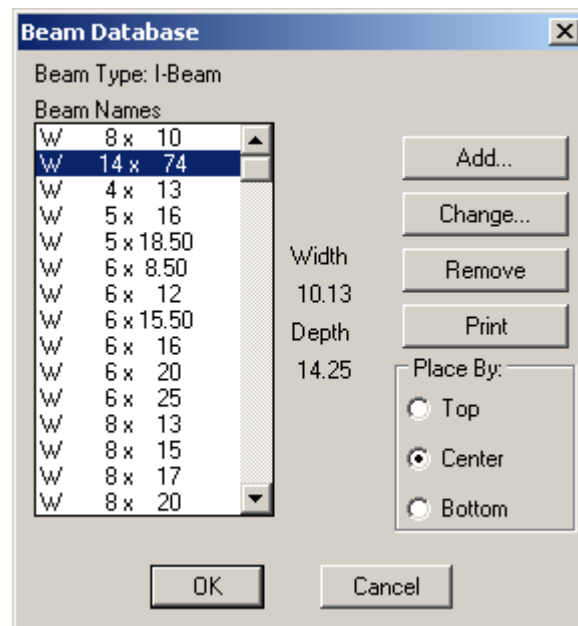 Beam Database
Beam Type: I-Beam
Beam Names
W 8 x 10
W 14 x 74
W 4 x 13
W 5 x 16
W 5 x 18.50
W 6 x 8.50
W 6 x 12
W 6 x 15.50
W 6 x 16
W 6 x 20
W 6 x 25
W 8 x 13
W 8 x 15
W 8 x 17
W 8 x 20
Width
10.13
Depth
14.25
Add...
Change...
Remove
Print
Place By:
Top
Center
Bottom
OK
Cancel